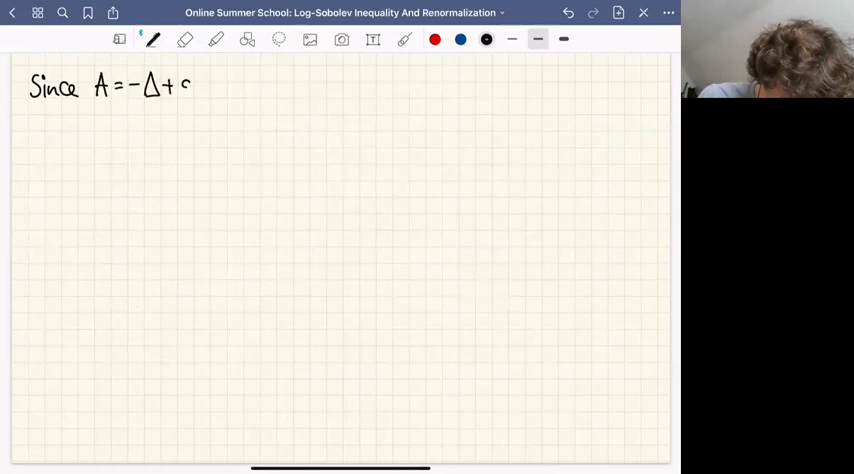 Online Summer School: Log-Sobolev Inequality And Renormalization
T
Since A = -Δ +